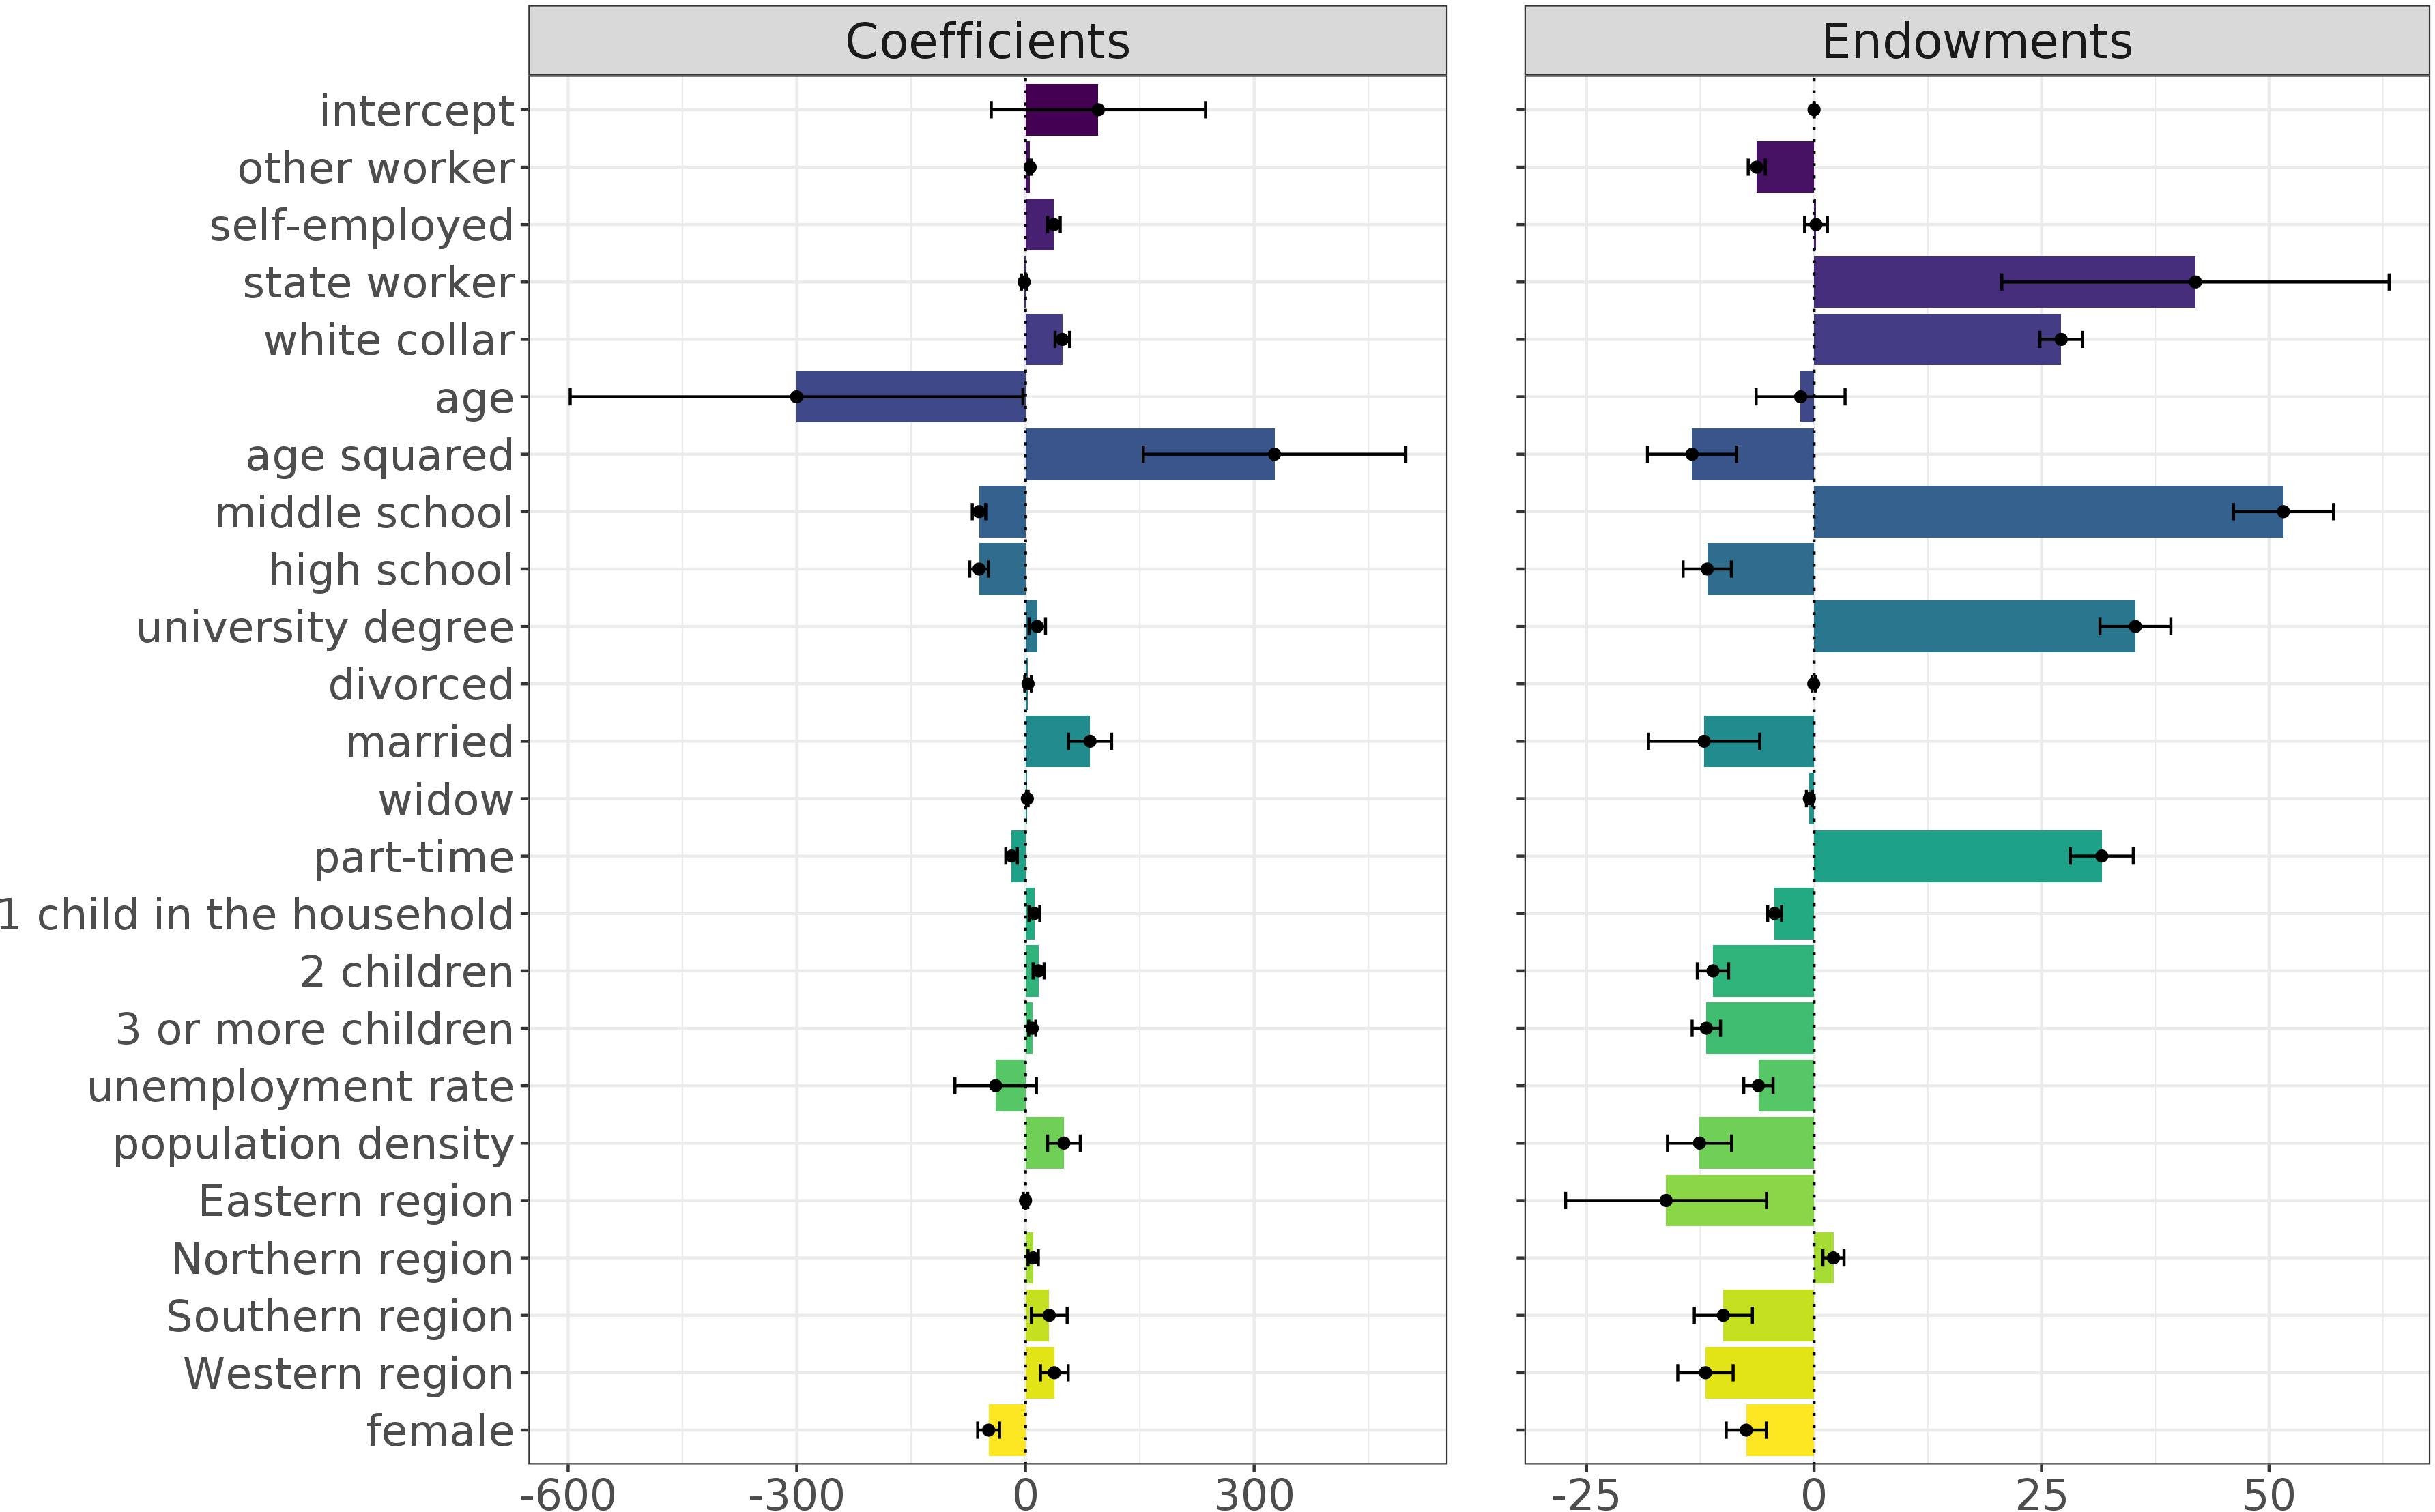 Coefficients
Endowments
intercept
other worker
self-employed
state worker
white collar
age
age squared
middle school
high school
university degree
divorced
married
widow
part-time
1 child in the household
2 children
3 or more children
unemployment rate
population density
Eastern region
Northern region
Southern region
Western region
female
-600 -300 0 300
-25 0 25 50